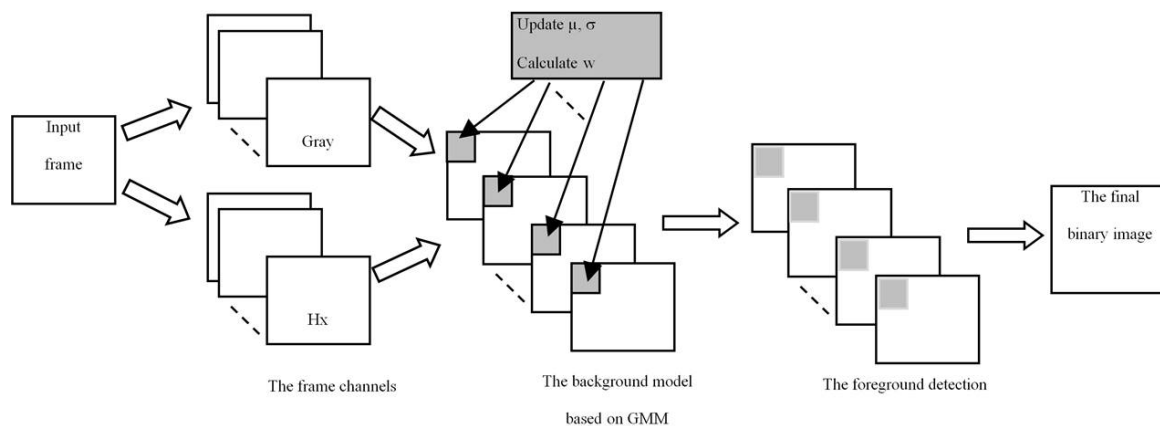 Update μ, σ
Calculate w
Input
frame
Gray
Hx
The final
binary image
The frame channels
The background model
based on GMM
The foreground detection